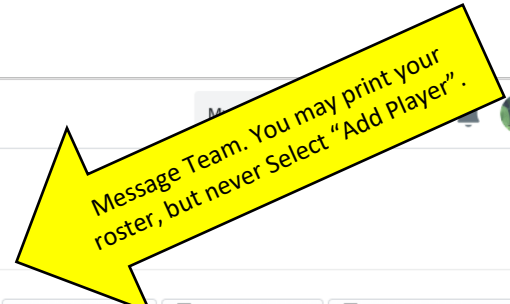 Message Team. You may print your
roster, but never Select “Add Player” .